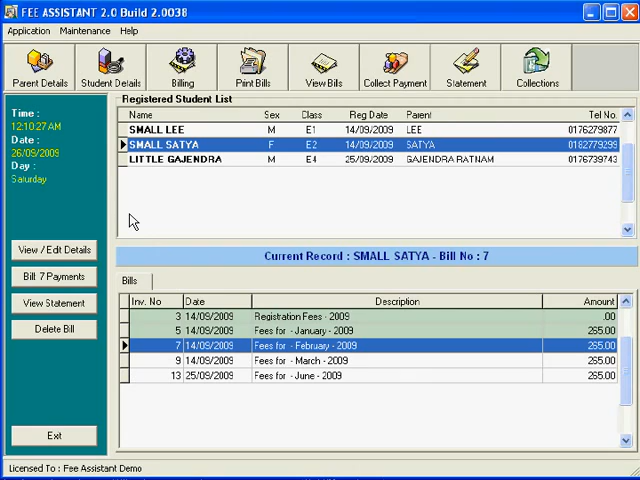 FEE ASSISTANT 2.0 Build 2.0038
Application Maintenance Help
Parent Details Student Details Billing Print Bills View Bills Collect Payment Statement Collections
Time :
12:10:27 AM
Date :
26/09/2009
Day :
Saturday
Registered Student List
Name Sex Class Reg Date Parent Tel No.
SMALL LEE M E1 14/09/2009 LEE 0176279877
SMALL SATYA F E2 14/09/2009 SATYA 0182779299
LITTLE GAJENDRA M E4 25/09/2009 GAJENDRA RATNAM 0176739743
View / Edit Details
Bill 7 Payments
View Statement
Delete Bill
Exit
Current Record : SMALL SATYA - Bill No : 7
Bills
Inv. No Date Description Amount
3 14/09/2009 Registration Fees - 2009 .00
5 14/09/2009 Fees for - January - 2009 265.00
7 14/09/2009 Fees for - February - 2009 265.00
9 14/09/2009 Fees for - March - 2009 265.00
13 25/09/2009 Fees for - June - 2009 265.00
Licensed To : Fee Assistant Demo